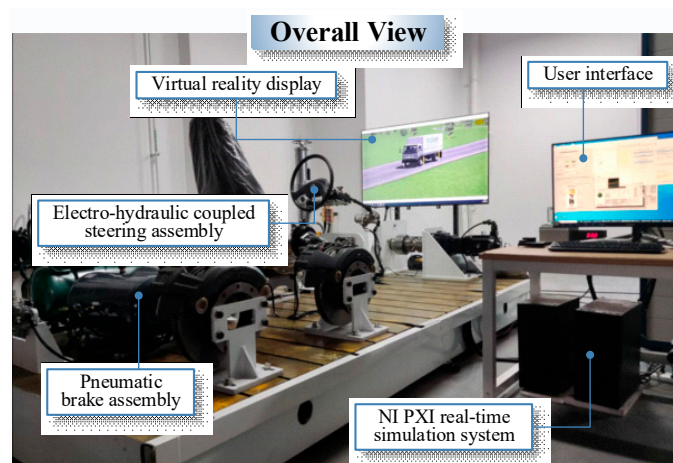 Overall View
Virtual reality display
User interface
Electro-hydraulic coupled
steering assembly
Pneumatic
brake assembly
NI PXI real-time
simulation system